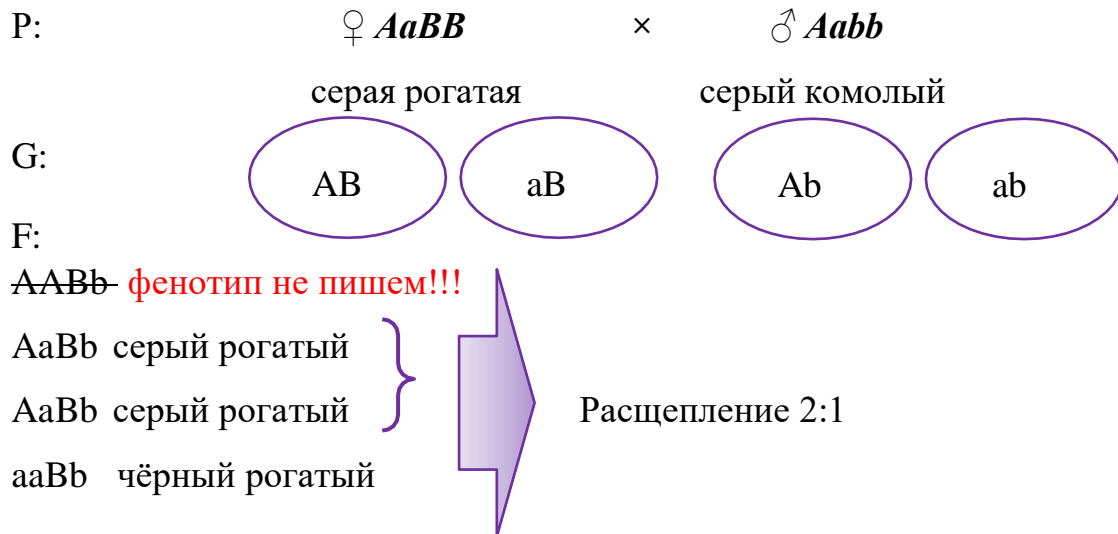 P: ♀ AaBB × ♂ Aabb
серая рогатая серый комолый
G: AB aB Ab ab
F:
AABb фенотип не пишем!!!
AaBb серый рогатый
AaBb серый рогатый Расщепление 2:1
aaBb чёрный рогатый